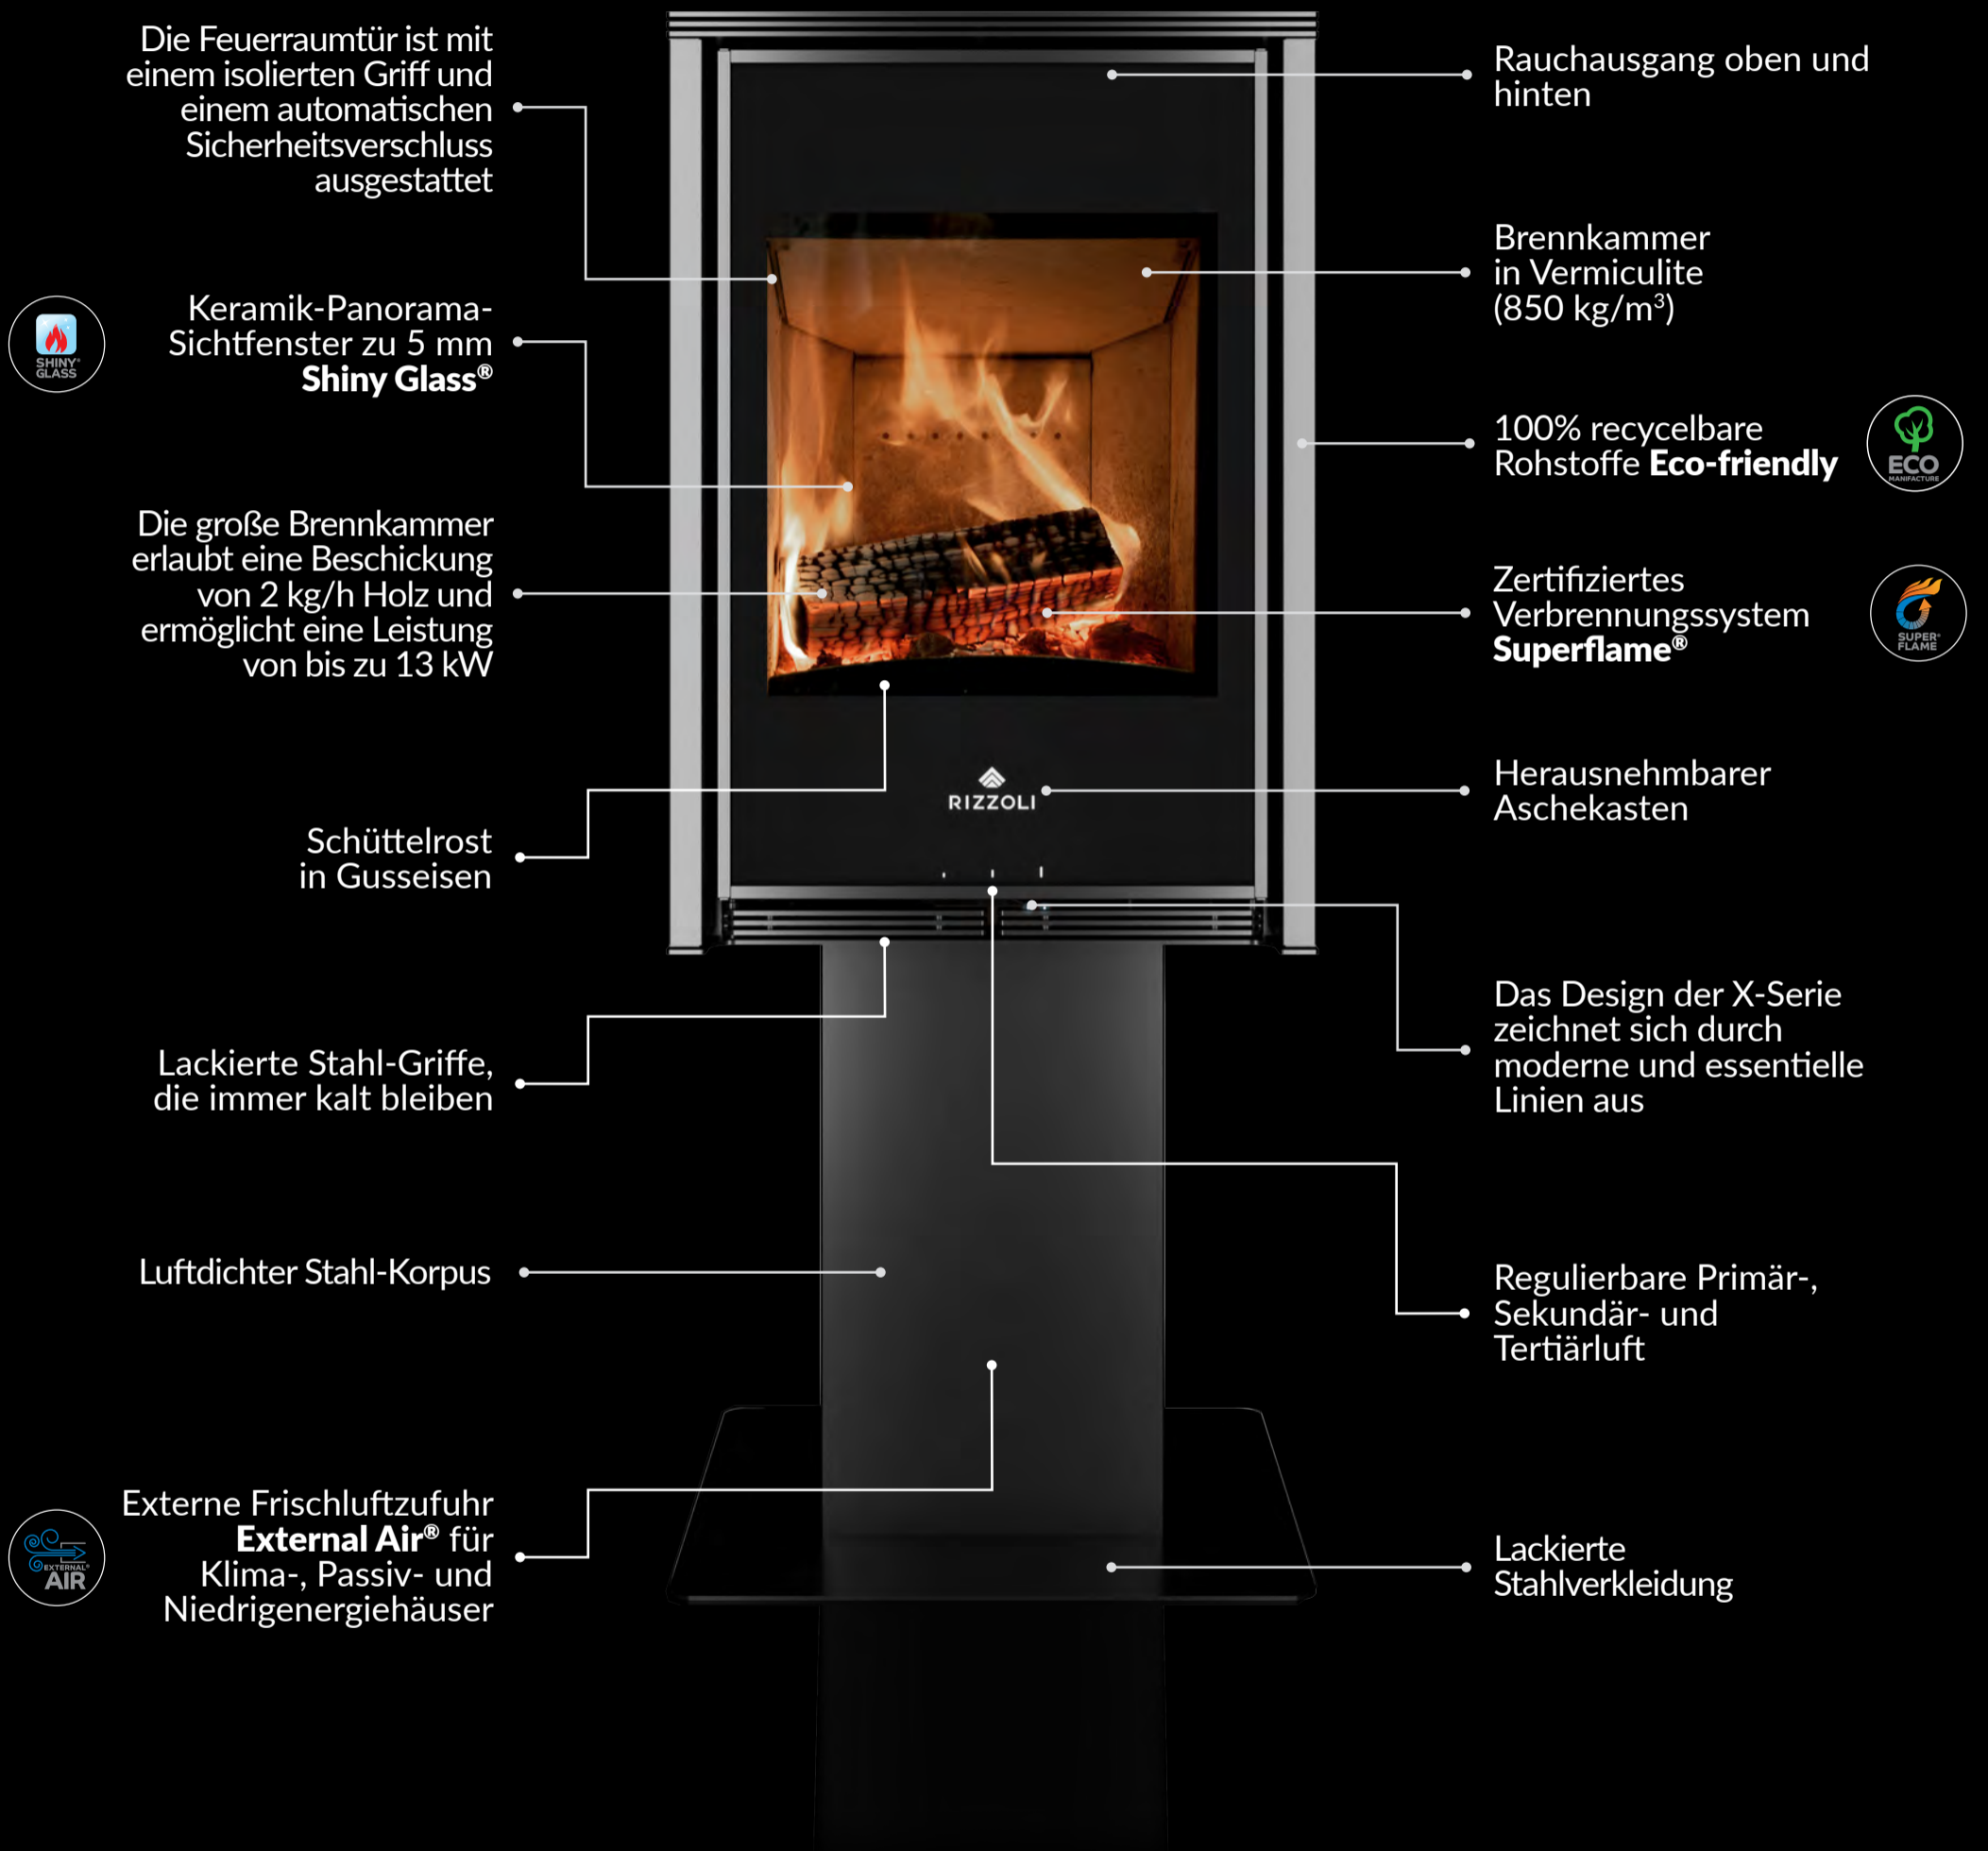 Die Feuerraumtür ist mit
einem isolierten Griff und
einem automatischen
Sicherheitsverschluss
ausgestattet
SHINY®
GLASS
Keramik-Panorama-
Sichtfenster zu 5 mm
Shiny Glass®
Die große Brennkammer
erlaubt eine Beschickung
von 2 kg/h Holz und
ermöglicht eine Leistung
von bis zu 13 kW
Schüttelrost
in Gusseisen
Lackierte Stahl-Griffe,
die immer kalt bleiben
Luftdichter Stahl-Korpus
Externe Frischluftzufuhr
External Air® für
Klima-, Passiv- und
Niedrigenergiehäuser
EXTERNAL®
AIR
RIZZOLI
Rauchausgang oben und
hinten
Brennkammer
in Vermiculite
(850 kg/m³)
100% recycelbare
Rohstoffe Eco-friendly
ECO
MANIFACTURE
Zertifiziertes
Verbrennungssystem
Superflame®
SUPER®
FLAME
Herausnehmbarer
Aschekasten
Das Design der X-Serie
zeichnet sich durch
moderne und essentielle
Linien aus
Regulierbare Primär-,
Sekundär- und
Tertiärluft
Lackierte
Stahlverkleidung